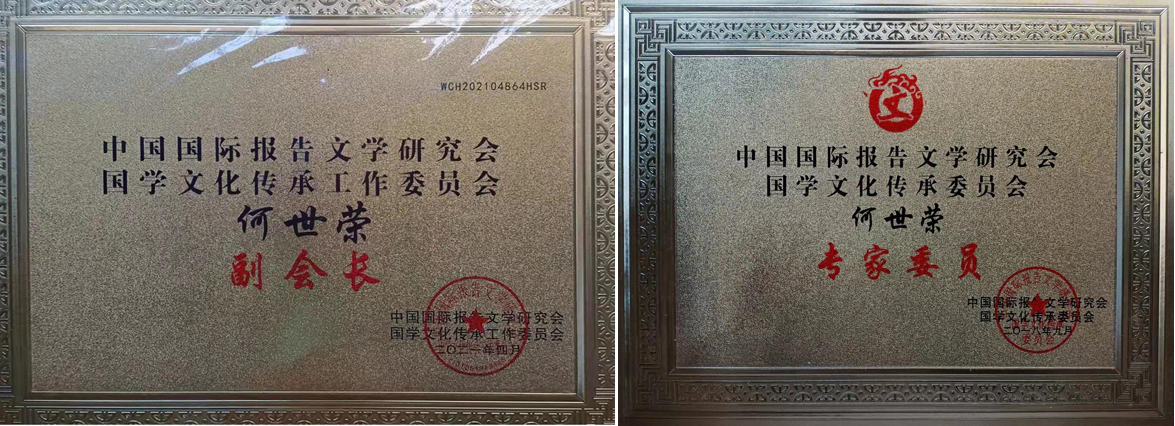 WCH202104864HSR
中国国际报告文学研究会
国学文化传承工作委员会
何世荣
副会长
中国国际报告文学研究会
国学文化传承工作委员会
二〇二一年四月
文
中国国际报告文学研究会
国学文化传承委员会
何世荣
专家委员
中国国际报告文学研究会
国学文化传承委员会
二〇一八年九月
委员会